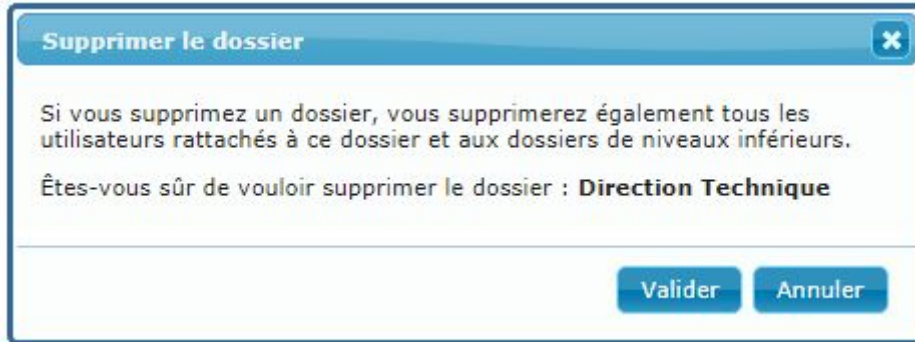 Supprimer le dossier
Si vous supprimez un dossier, vous supprimerez également tous les
utilisateurs rattachés à ce dossier et aux dossiers de niveaux inférieurs.
Êtes-vous sûr de vouloir supprimer le dossier : Direction Technique
Valider Annuler